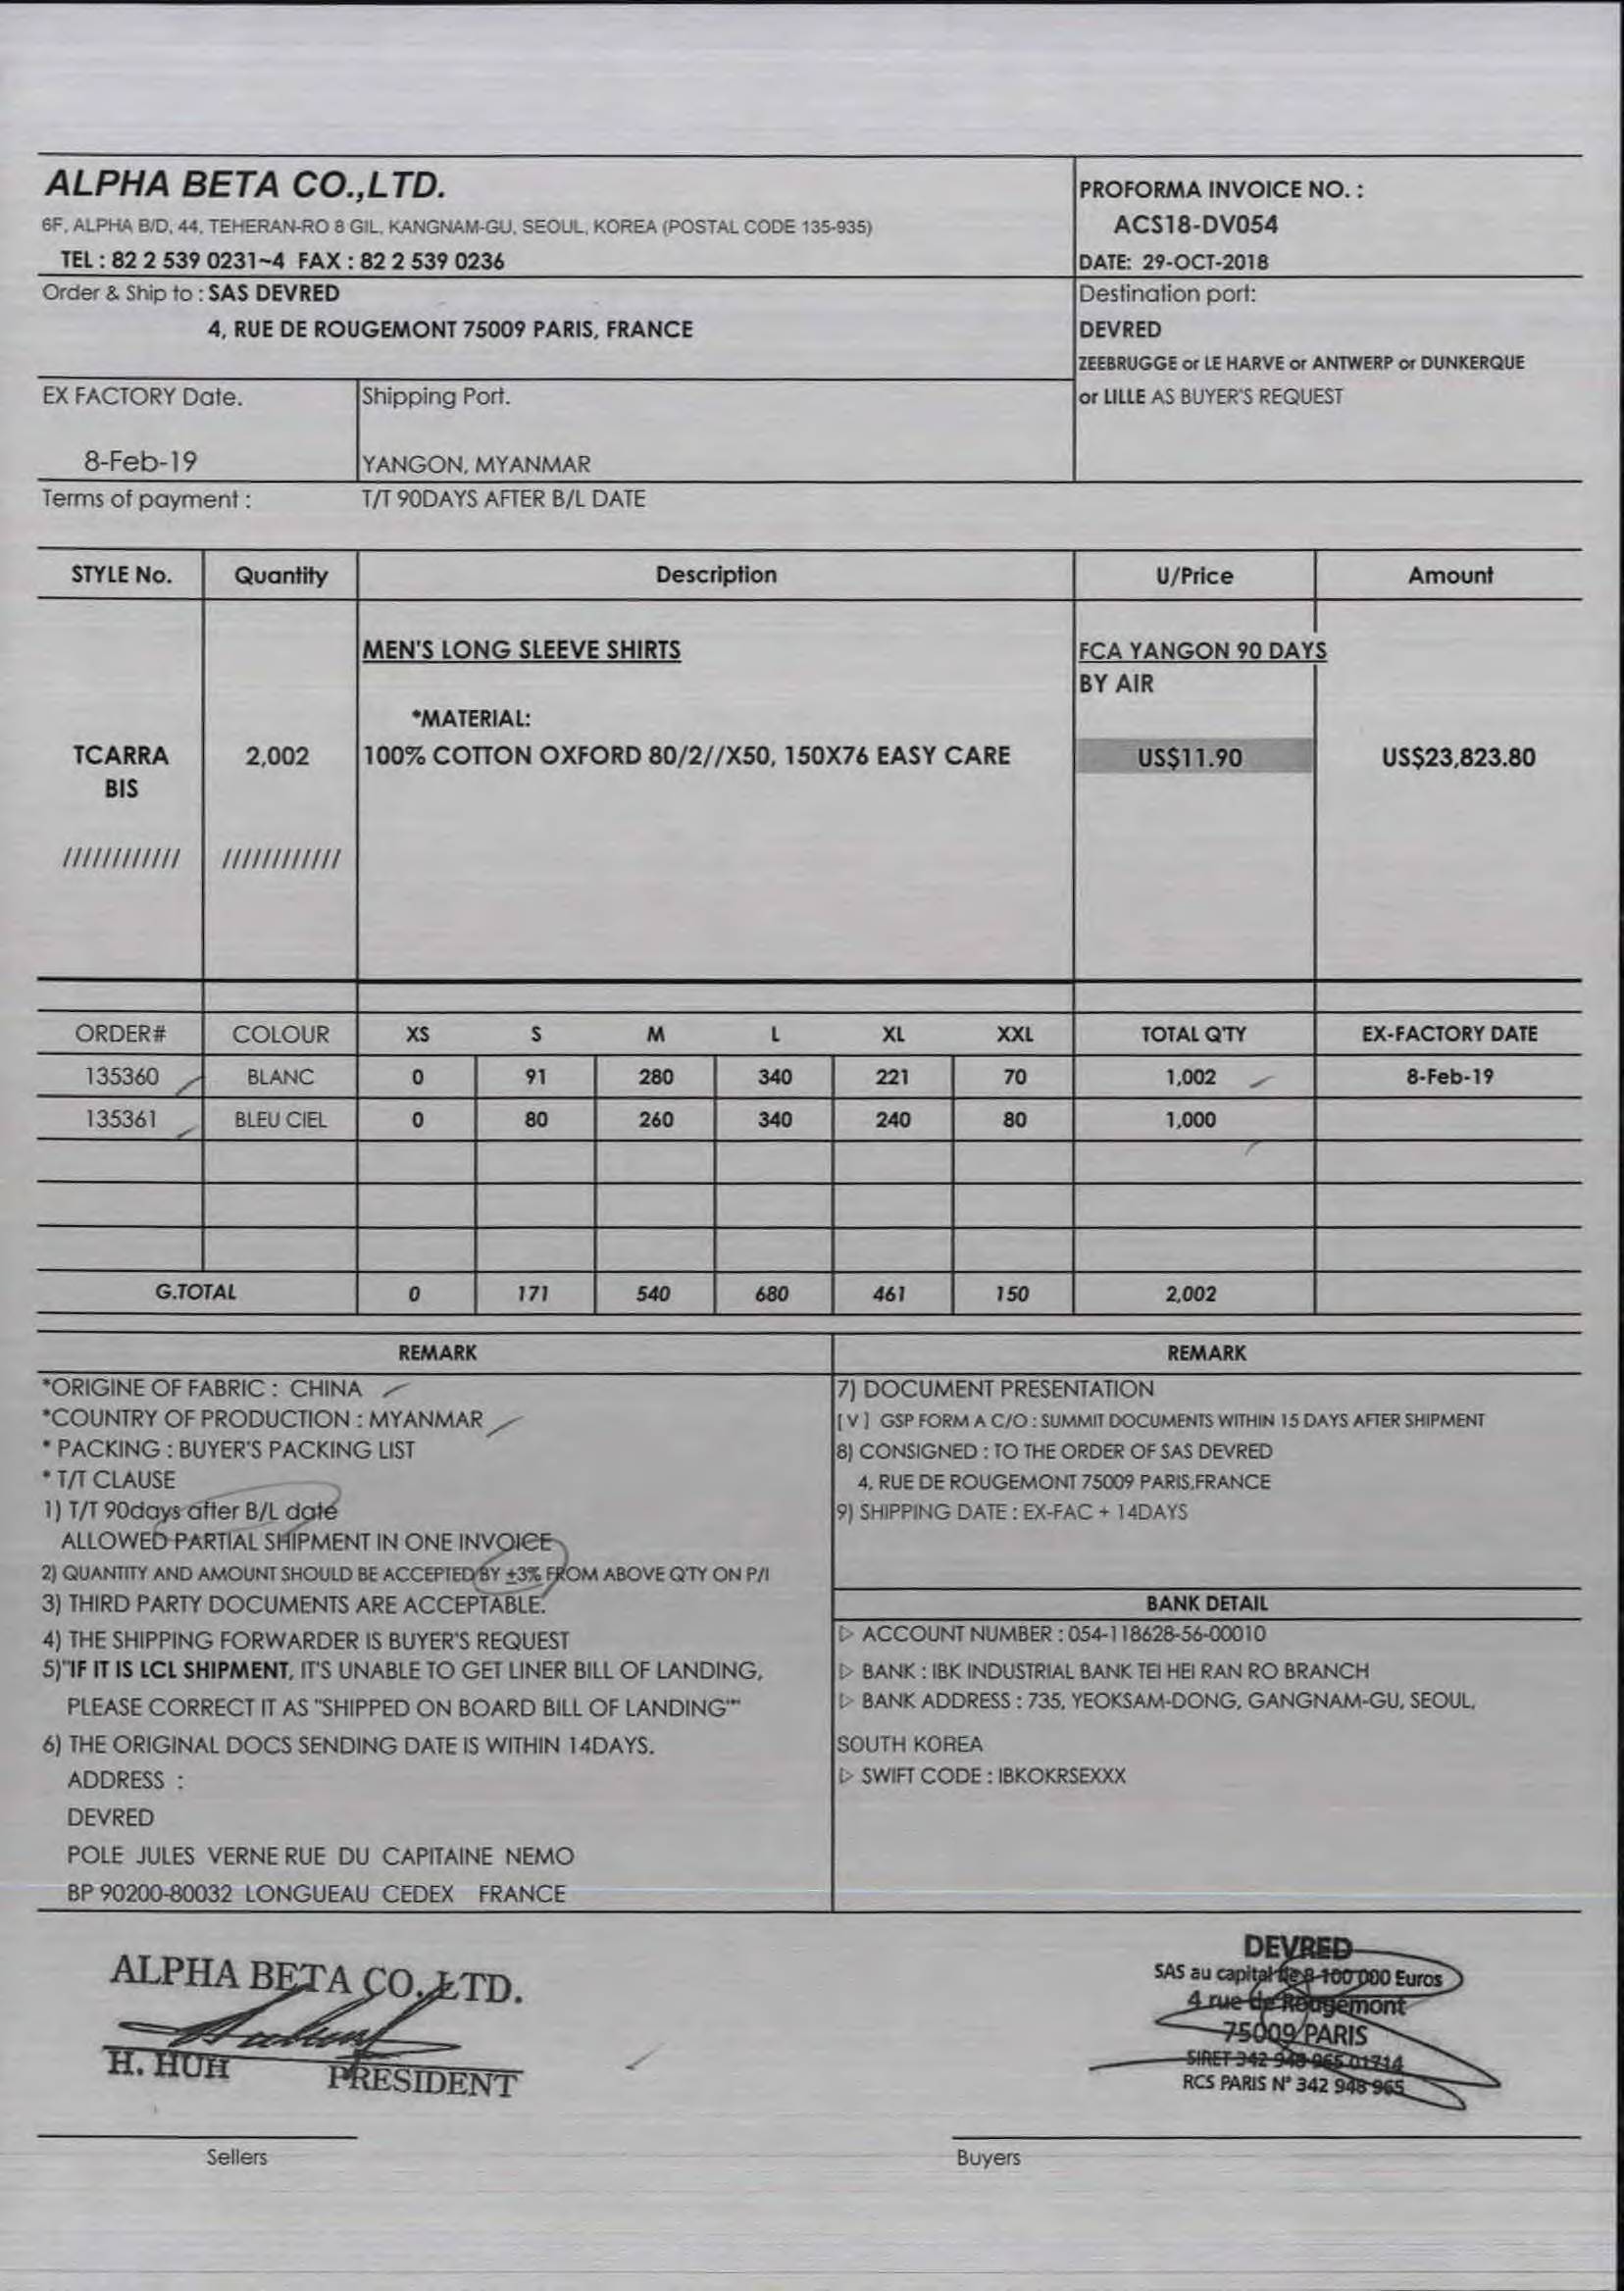 ALPHA BETA CO.,LTD.
6F, ALPHA B/D, 44, TEHERAN-RO 8 GIL, KANGNAM-GU, SEOUL, KOREA (POSTAL CODE 135-935)
TEL : 82 2 539 0231~4 FAX : 82 2 539 0236
PROFORMA INVOICE NO. :
ACS18-DV054
DATE: 29-OCT-2018
Order & Ship to : SAS DEVRED
4, RUE DE ROUGEMONT 75009 PARIS, FRANCE
Destination port:
DEVRED
ZEEBRUGGE or LE HARVE or ANTWERP or DUNKERQUE
or LILLE AS BUYER'S REQUEST
EX FACTORY Date. Shipping Port.
8-Feb-19 YANGON, MYANMAR
Terms of payment : T/T 90DAYS AFTER B/L DATE
STYLE No. Quantity Description U/Price Amount
MEN'S LONG SLEEVE SHIRTS FCA YANGON 90 DAYS
BY AIR
*MATERIAL:
TCARRA 2,002 100% COTTON OXFORD 80/2//X50, 150X76 EASY CARE US$11.90 US$23,823.80
BIS
//////////// ////////////
ORDER# COLOUR XS S M L XL XXL TOTAL Q'TY EX-FACTORY DATE
135360 BLANC 0 91 280 340 221 70 1,002 8-Feb-19
135361 BLEU CIEL 0 80 260 340 240 80 1,000
G.TOTAL 0 171 540 680 461 150 2,002
REMARK
*ORIGINE OF FABRIC : CHINA
*COUNTRY OF PRODUCTION : MYANMAR
* PACKING : BUYER'S PACKING LIST
* T/T CLAUSE
1) T/T 90days after B/L date
ALLOWED PARTIAL SHIPMENT IN ONE INVOICE
2) QUANTITY AND AMOUNT SHOULD BE ACCEPTED BY ±3% FROM ABOVE Q'TY ON P/I
3) THIRD PARTY DOCUMENTS ARE ACCEPTABLE.
4) THE SHIPPING FORWARDER IS BUYER'S REQUEST
5)"IF IT IS LCL SHIPMENT, IT'S UNABLE TO GET LINER BILL OF LANDING,
PLEASE CORRECT IT AS "SHIPPED ON BOARD BILL OF LANDING""
6) THE ORIGINAL DOCS SENDING DATE IS WITHIN 14DAYS.
ADDRESS :
DEVRED
POLE JULES VERNE RUE DU CAPITAINE NEMO
BP 90200-80032 LONGUEAU CEDEX FRANCE
REMARK
7) DOCUMENT PRESENTATION
[ V ] GSP FORM A C/O : SUMMIT DOCUMENTS WITHIN 15 DAYS AFTER SHIPMENT
8) CONSIGNED : TO THE ORDER OF SAS DEVRED
4, RUE DE ROUGEMONT 75009 PARIS,FRANCE
9) SHIPPING DATE : EX-FAC + 14DAYS
BANK DETAIL
▷ ACCOUNT NUMBER : 054-118628-56-00010
▷ BANK : IBK INDUSTRIAL BANK TEI HEI RAN RO BRANCH
▷ BANK ADDRESS : 735, YEOKSAM-DONG, GANGNAM-GU, SEOUL,
SOUTH KOREA
▷ SWIFT CODE : IBKOKRSEXXX
ALPHA BETA CO.,LTD.
H. HUH PRESIDENT
DEVRED
SAS au capital de 8 100 000 Euros
4 rue de Rougemont
75009 PARIS
SIRET 342 948 965 01714
RCS PARIS N° 342 948 965
Sellers
Buyers